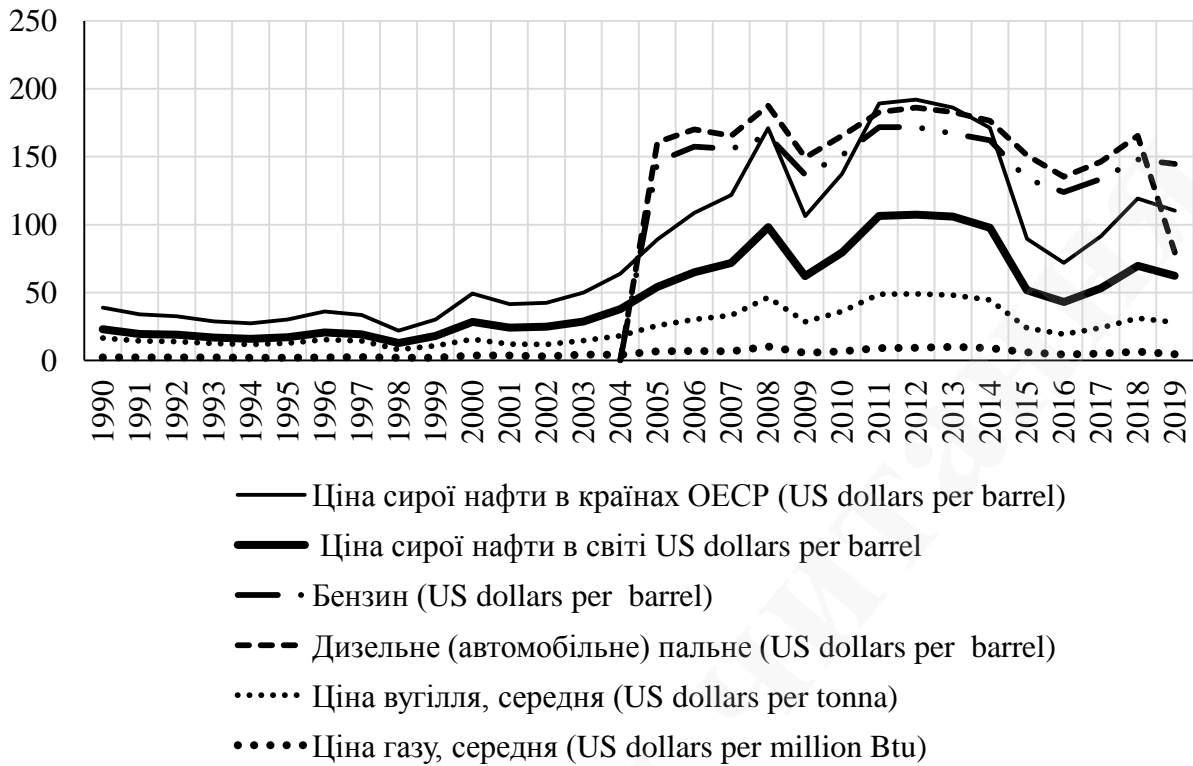 250
200
150
100
50
0
1990 1991 1992 1993 1994 1995 1996 1997 1998 1999 2000 2001 2002 2003 2004 2005 2006 2007 2008 2009 2010 2011 2012 2013 2014 2015 2016 2017 2018 2019
Ціна сирої нафти в країнах ОЕСР (US dollars per barrel)
Ціна сирої нафти в світі US dollars per barrel
Бензин (US dollars per barrel)
Дизельне (автомобільне) пальне (US dollars per barrel)
Ціна вугілля, середня (US dollars per tonna)
Ціна газу, середня (US dollars per million Btu)